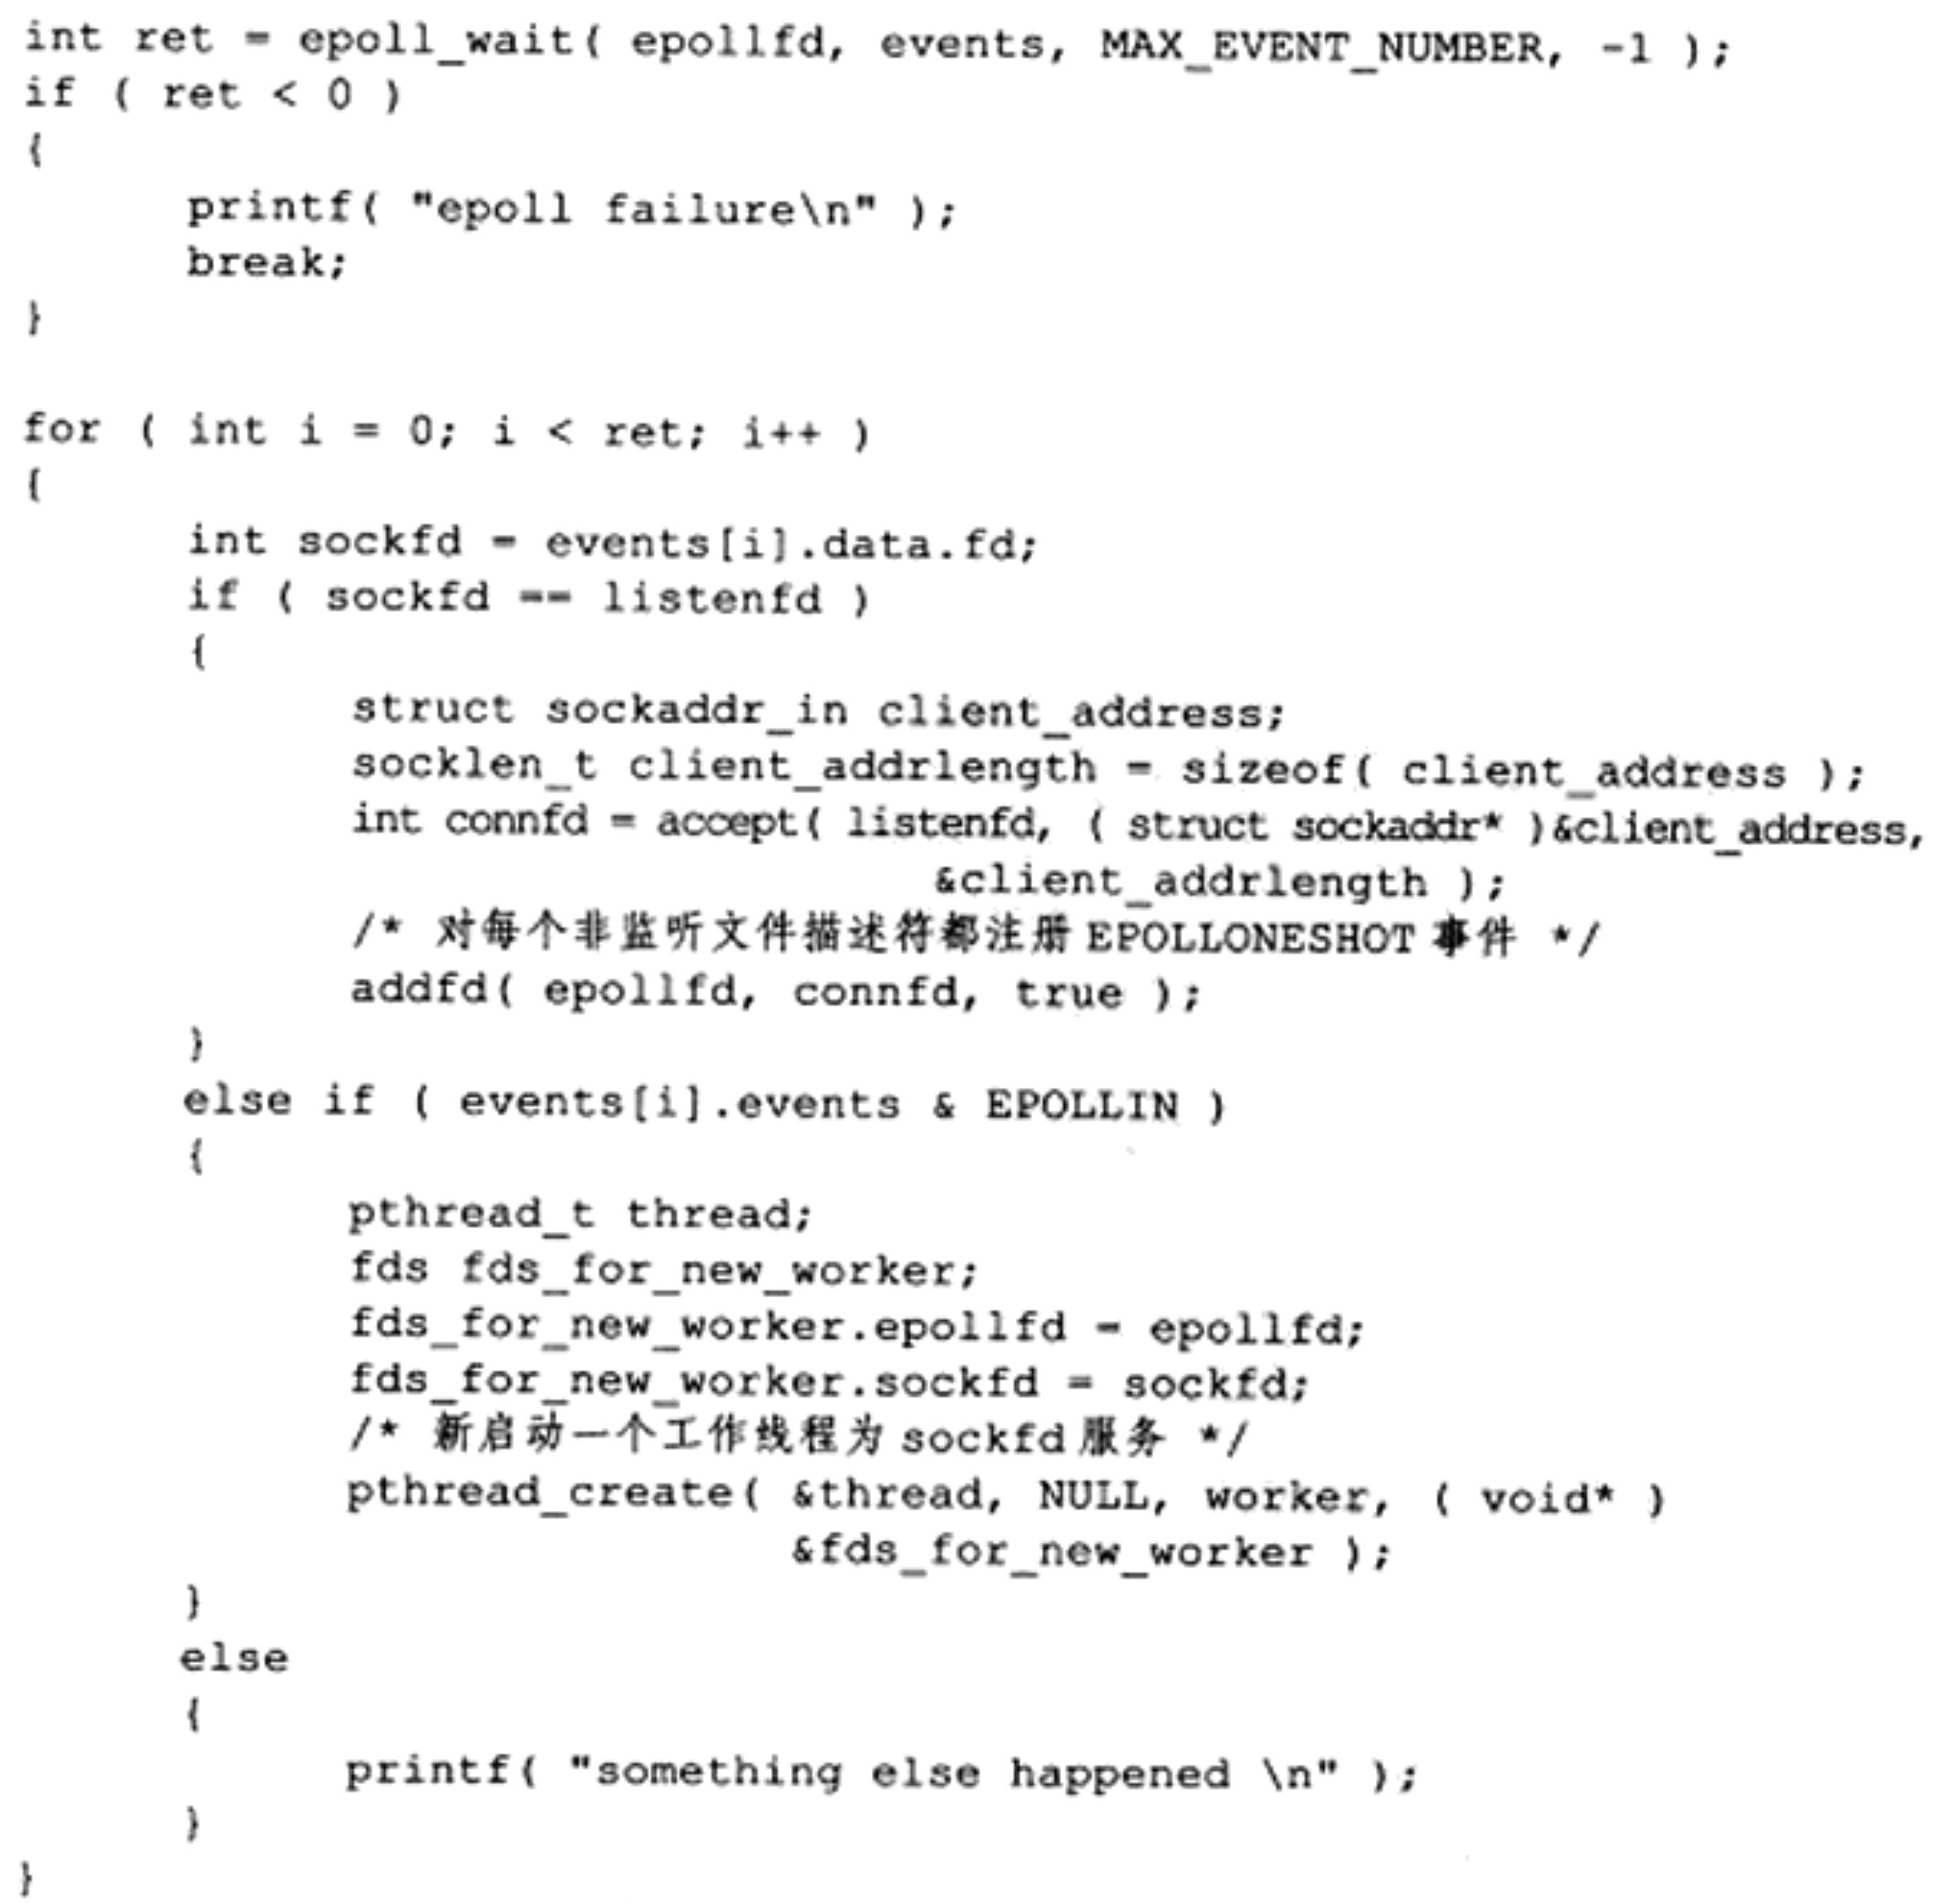 int ret = epoll_wait( epollfd, events, MAX_EVENT_NUMBER, -1 );
if ( ret < 0 )
{
      printf( "epoll failure\n" );
      break;
}

for ( int i = 0; i < ret; i++ )
{
      int sockfd = events[i].data.fd;
      if ( sockfd == listenfd )
      {
            struct sockaddr_in client_address;
            socklen_t client_addrlength = sizeof( client_address );
            int connfd = accept( listenfd, ( struct sockaddr* )&client_address,
                                 &client_addrlength );
            /* 对每个非监听文件描述符都注册 EPOLLONESHOT 事件 */
            addfd( epollfd, connfd, true );
      }
      else if ( events[i].events & EPOLLIN )
      {
            pthread_t thread;
            fds fds_for_new_worker;
            fds_for_new_worker.epollfd = epollfd;
            fds_for_new_worker.sockfd = sockfd;
            /* 新启动一个工作线程为 sockfd 服务 */
            pthread_create( &thread, NULL, worker, ( void* )
                            &fds_for_new_worker );
      }
      else
      {
            printf( "something else happened \n" );
      }
}